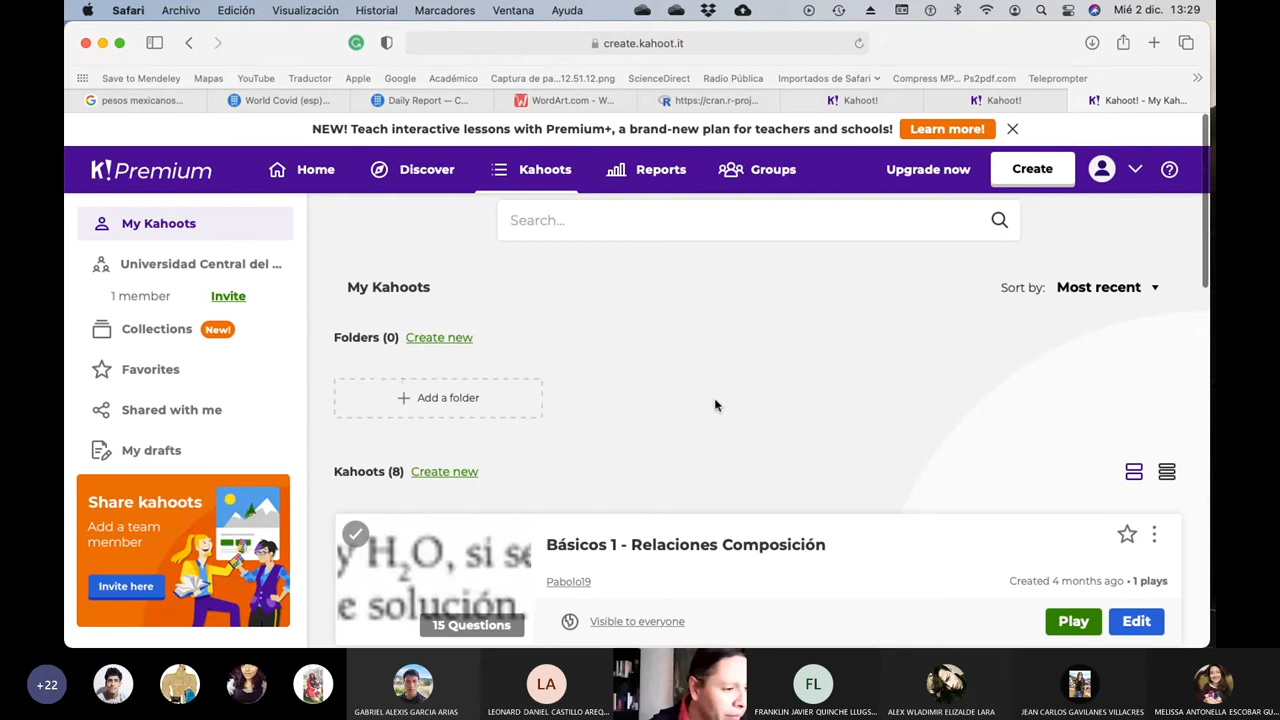 Safari Archivo Edición Visualización Historial Marcadores Ventana Ayuda Mié 2 dic. 13:29
create.kahoot.it
Save to Mendeley Mapas YouTube Traductor Apple Google Académico Captura de pa...12.51.12.png ScienceDirect Radio Pública Importados de Safari Compress MP... Ps2pdf.com Teleprompter
pesos mexicanos... World Covid (esp)... Daily Report — C... WordArt.com - W... https://cran.r-proj... Kahoot! Kahoot! Kahoot! - My Kah...
NEW! Teach interactive lessons with Premium+, a brand-new plan for teachers and schools! Learn more!
K!Premium Home Discover Kahoots Reports Groups Upgrade now Create
My Kahoots
Universidad Central del ...
1 member Invite
Collections New!
Favorites
Shared with me
My drafts
Share kahoots
Add a team
member
Invite here
Search...
My Kahoots Sort by: Most recent
Folders (0) Create new
+ Add a folder
Kahoots (8) Create new
y H2O, si se
e solución.
15 Questions
Básicos 1 - Relaciones Composición
Pabolo19 Created 4 months ago • 1 plays
Visible to everyone Play Edit
+22 LA FL
GABRIEL ALEXIS GARCIA ARIAS LEONARD DANIEL CASTILLO AREQ... FRANKLIN JAVIER QUINCHE LLUGS... ALEX WLADIMIR ELIZALDE LARA JEAN CARLOS GAVILANES VILLACRES MELISSA ANTONELLA ESCOBAR GU...